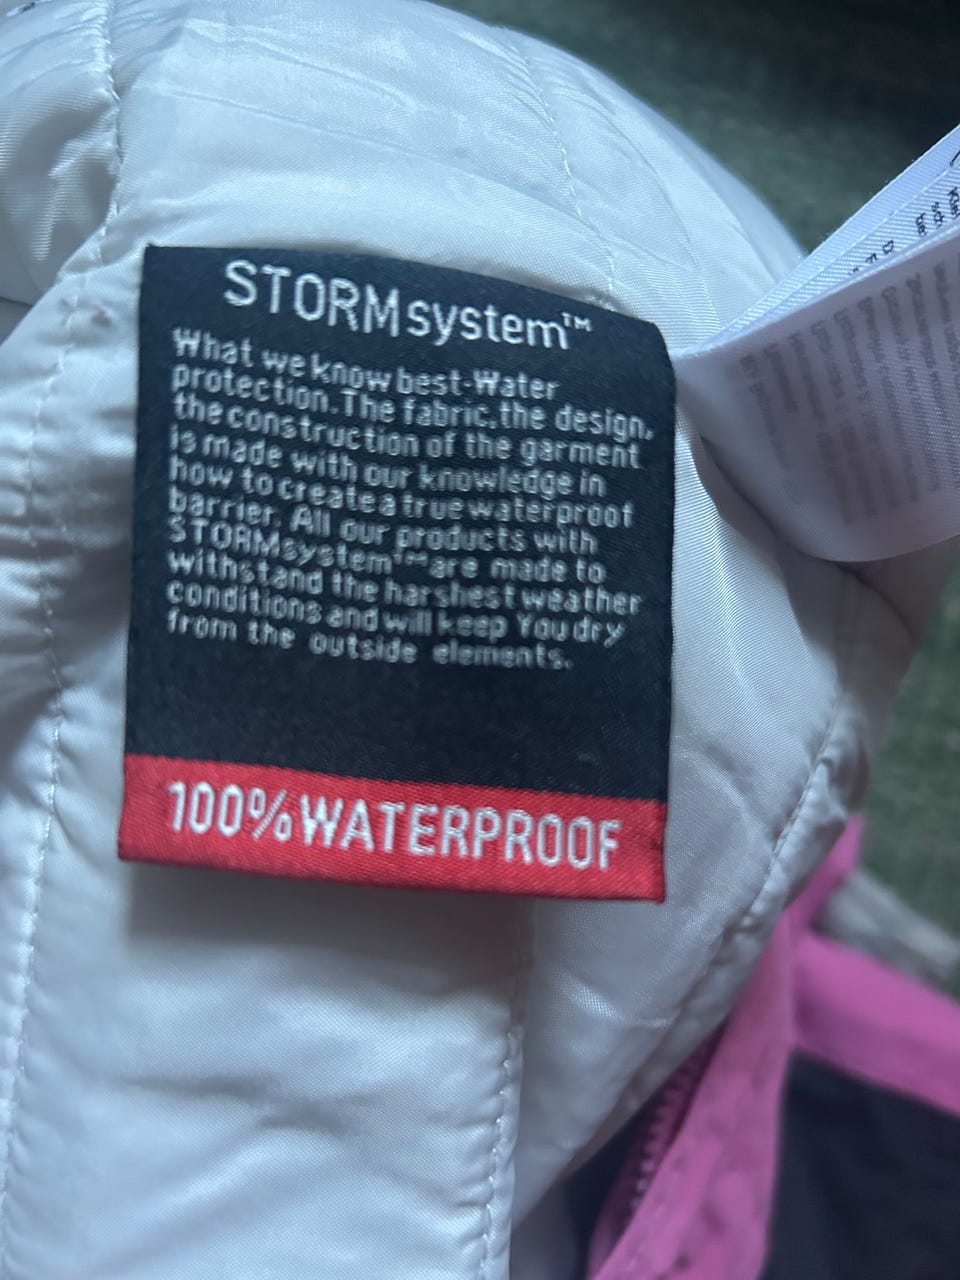 STORMsystem™
What we know best-Water
protection. The fabric, the design,
the construction of the garment
is made with our knowledge in
how to create a true waterproof
barrier. All our products with
STORMsystem™ are made to
withstand the harshest weather
conditions and will keep You dry
from the outside elements.
100% WATERPROOF